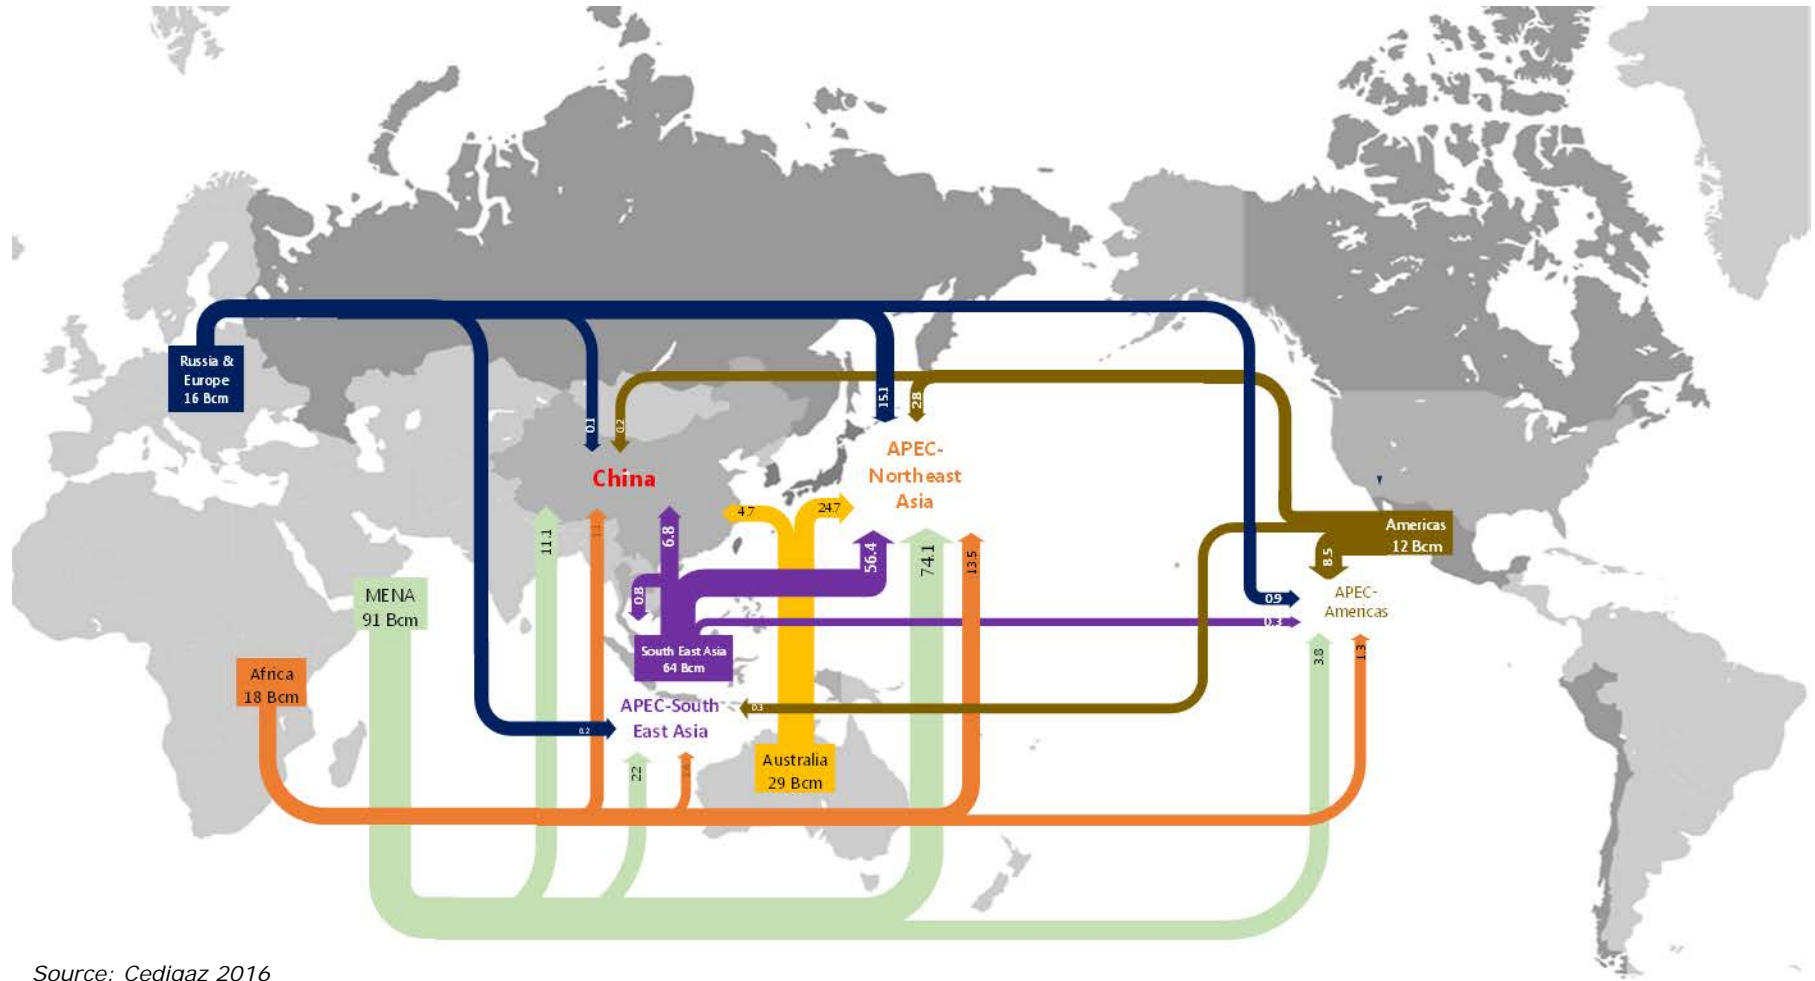 Russia &
Europe
16 Bcm
0.1
0.2
15.1
2.8
China
APEC-
Northeast
Asia
4.7
24.7
Americas
12 Bcm
11.1
6.8
56.4
74.1
13.5
8.5
MENA
91 Bcm
0.8
0.9
0.3
APEC-
Americas
South East Asia
64 Bcm
3.8
1.3
Africa
18 Bcm
APEC-South
East Asia
0.3
0.2
22
Australia
29 Bcm
Source: Cedigaz 2016